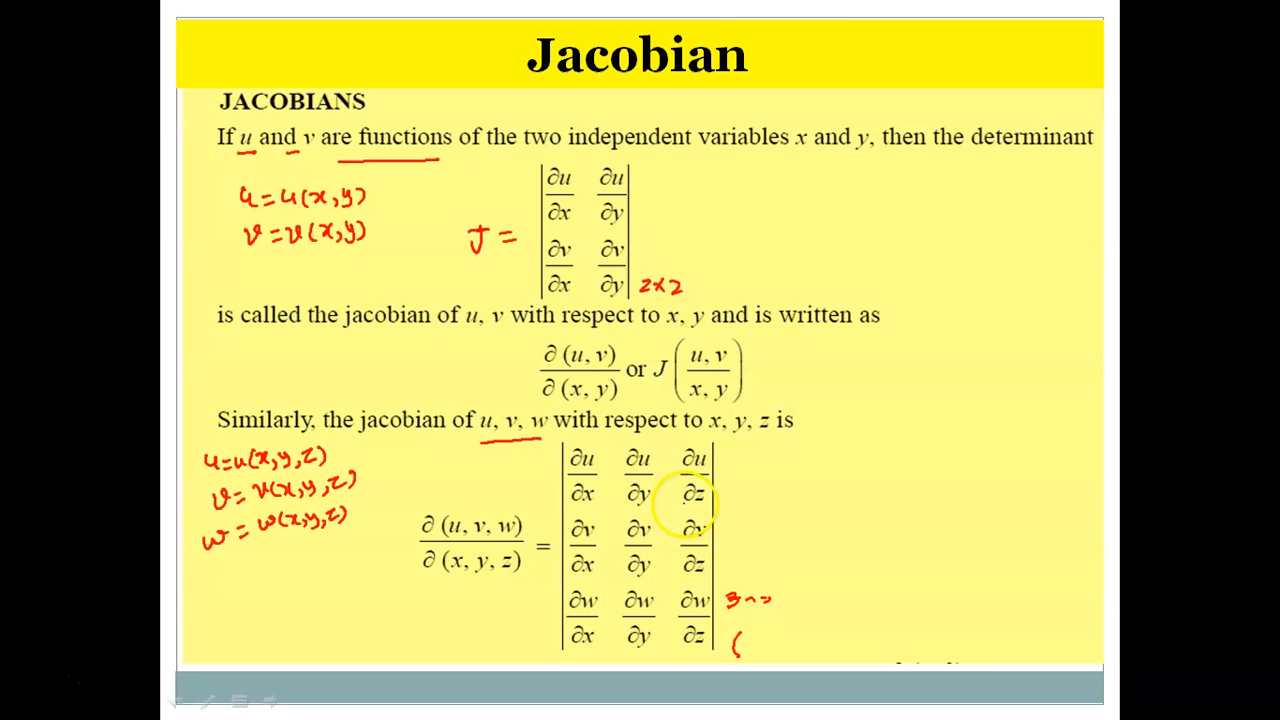 Jacobian
JACOBIANS
If u and v are functions of the two independent variables x and y, then the determinant
u = u(x,y)
v = v(x,y)
J =
∂u/∂x ∂u/∂y
∂v/∂x ∂v/∂y
2×2
is called the jacobian of u, v with respect to x, y and is written as
∂ (u, v)/∂ (x, y) or J (u, v/x, y)
Similarly, the jacobian of u, v, w with respect to x, y, z is
u=u(x,y,z)
v= v(x,y,z)
w= w(x,y,z)
∂ (u, v, w)/∂ (x, y, z) =
∂u/∂x ∂u/∂y ∂u/∂z
∂v/∂x ∂v/∂y ∂v/∂z
∂w/∂x ∂w/∂y ∂w/∂z